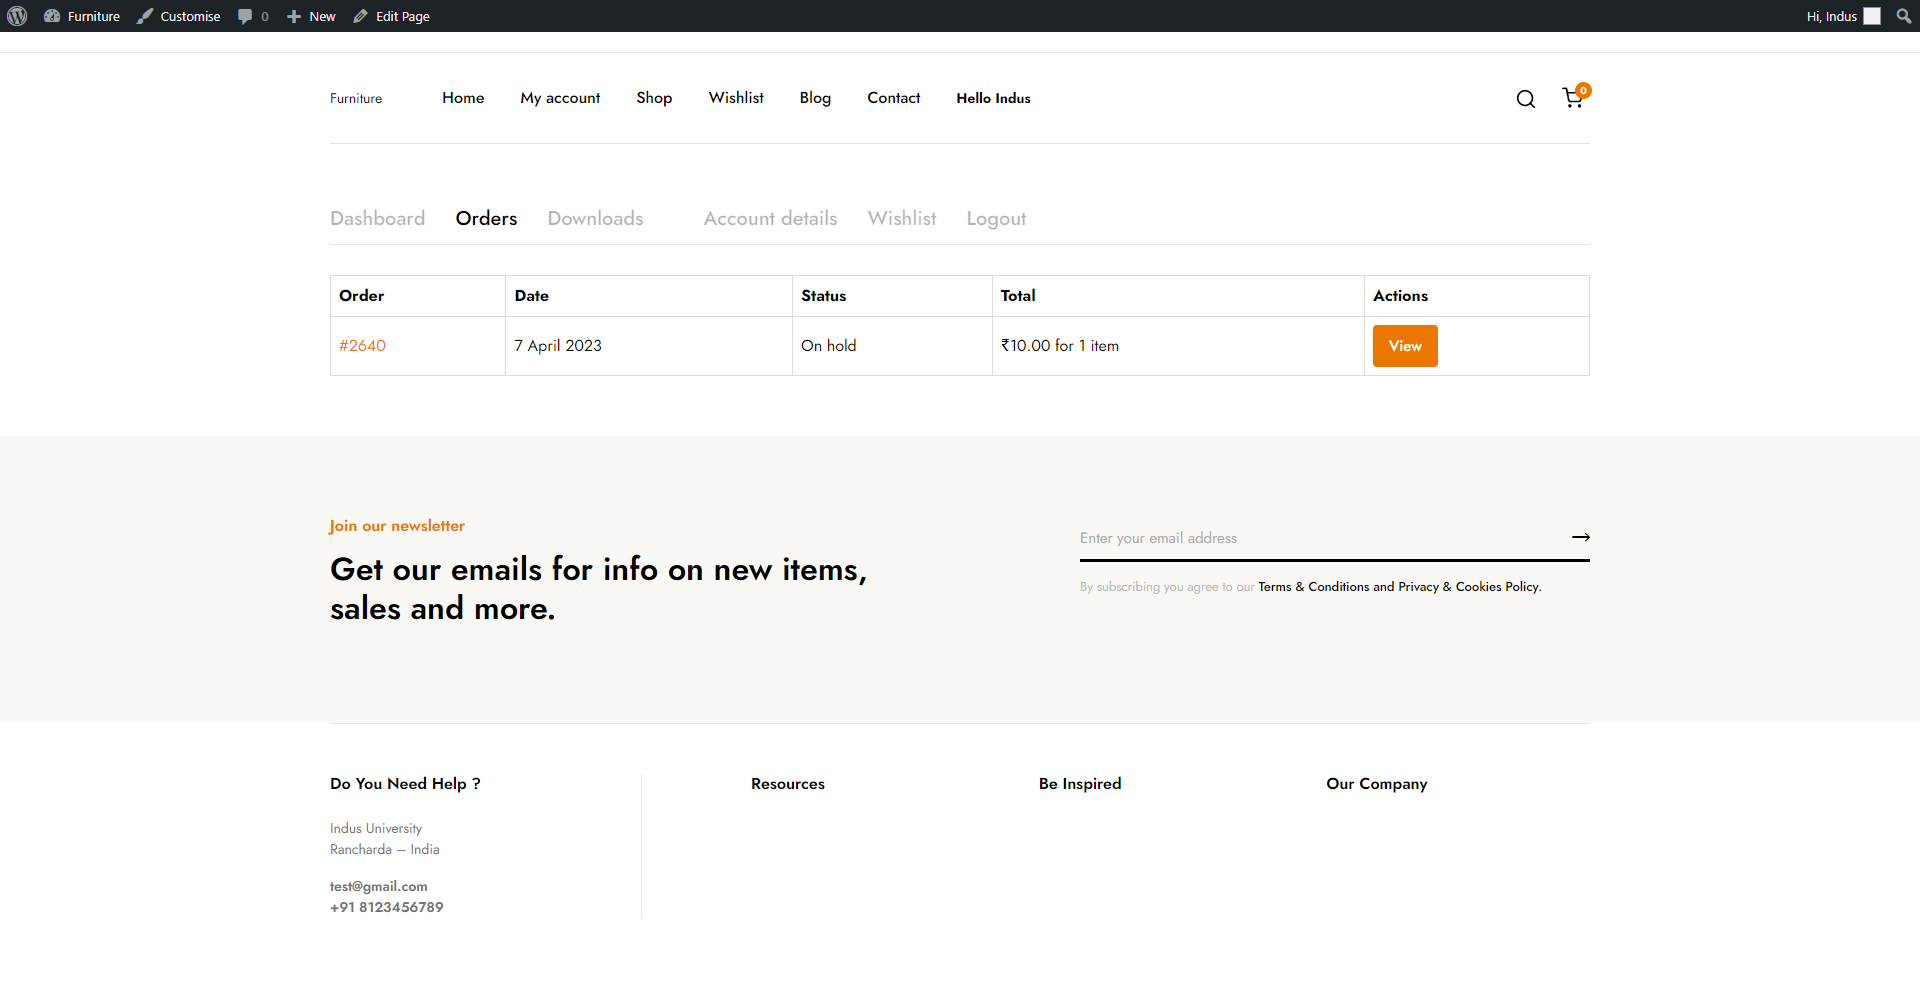 Furniture Customise 0 New Edit Page Hi, Indus
Furniture Home My account Shop Wishlist Blog Contact Hello Indus 0
Dashboard Orders Downloads Account details Wishlist Logout
Order Date Status Total Actions
#2640 7 April 2023 On hold ₹10.00 for 1 item View
Join our newsletter
Get our emails for info on new items,
sales and more.
Enter your email address
By subscribing you agree to our Terms & Conditions and Privacy & Cookies Policy.
Do You Need Help ?
Indus University
Rancharda – India
test@gmail.com
+91 8123456789
Resources
Be Inspired
Our Company